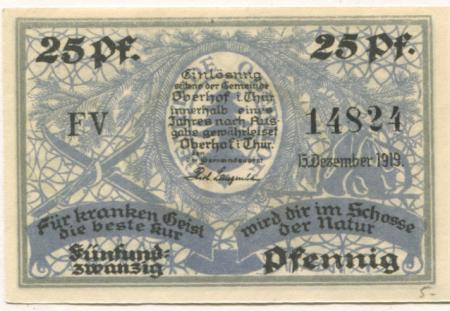 25 Pf.
25 Pf.
Einlösung
seitens der Gemeinde
Oberhof i. Thür.
innerhalb eines
Jahres nach Aus-
gabe gewährleistet
Oberhof i. Thür.
den
FV
14824
15. Dezember 1919.
Für kranken Geist
die beste Kur
wird dir im Schosse
der Natur
Fünfund-
zwanzig
Pfennig
5-